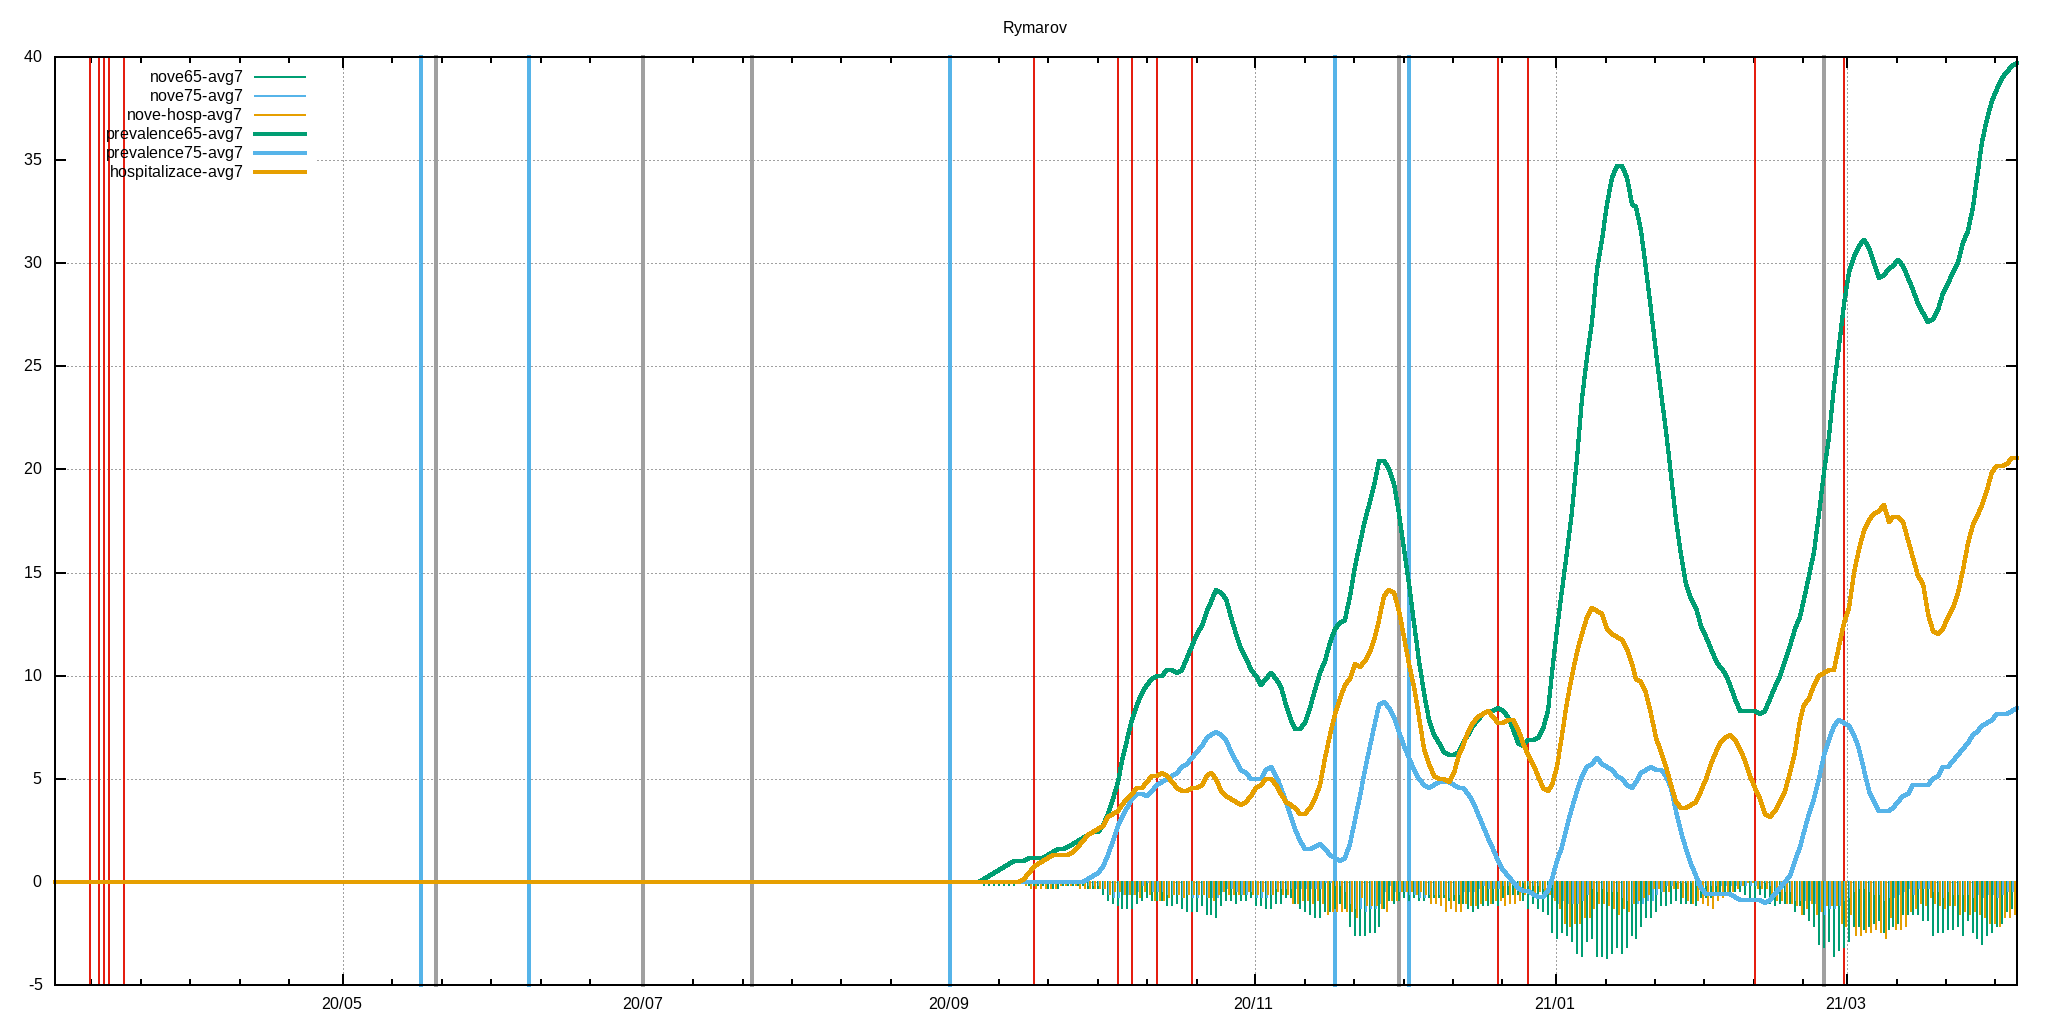 Rymarov
40
35
30
25
20
15
10
5
0
-5
nove65-avg7
nove75-avg7
nove-hosp-avg7
prevalence65-avg7
prevalence75-avg7
hospitalizace-avg7
20/05 20/07 20/09 20/11 21/01 21/03